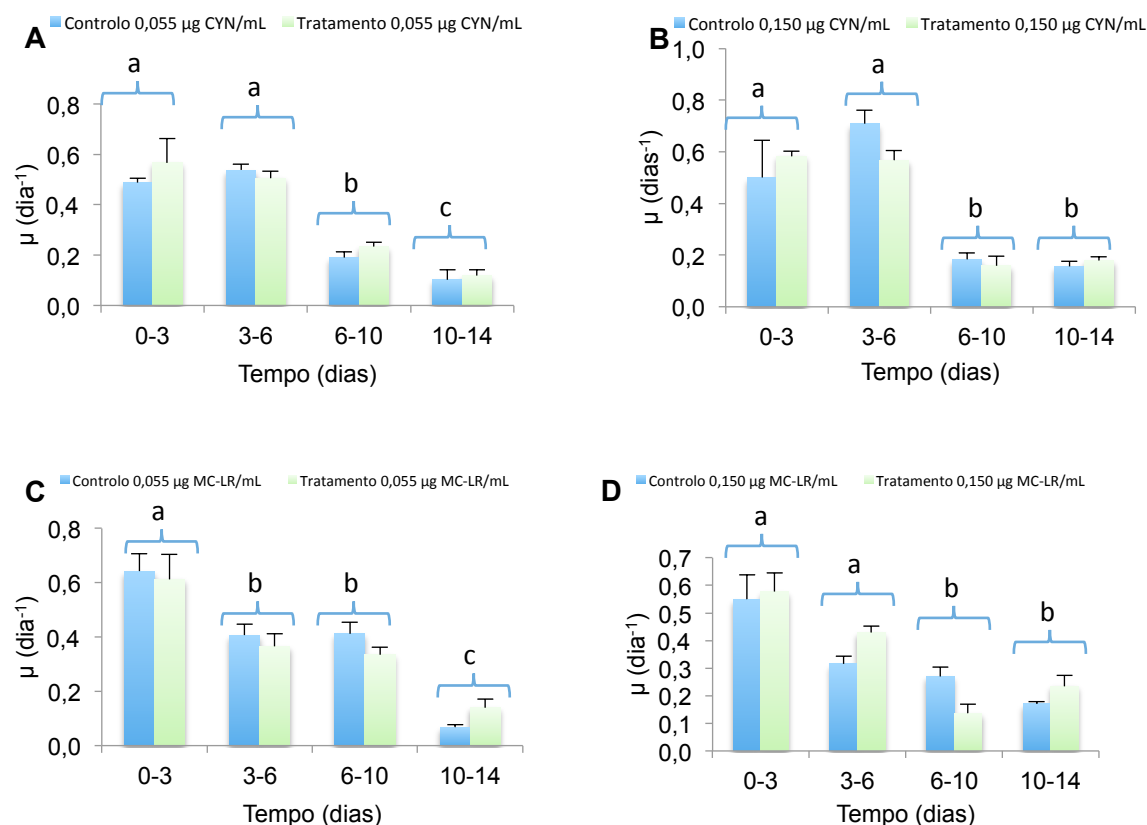 A
Controlo 0,055 µg CYN/mL Tratamento 0,055 µg CYN/mL
a a b c
0,8
0,6
0,4
0,2
0,0
µ (dia-1)
0-3 3-6 6-10 10-14
Tempo (dias)
B
Controlo 0,150 µg CYN/mL Tratamento 0,150 µg CYN/mL
a a b b
1,0
0,8
0,6
0,4
0,2
0,0
µ (dias-1)
0-3 3-6 6-10 10-14
Tempo (dias)
C
Controlo 0,055 µg MC-LR/mL Tratamento 0,055 µg MC-LR/mL
a b b c
0,8
0,6
0,4
0,2
0,0
µ (dia-1)
0-3 3-6 6-10 10-14
Tempo (dias)
D
Controlo 0,150 µg MC-LR/mL Tratamento 0,150 µg MC-LR/mL
a a b b
0,7
0,6
0,5
0,4
0,3
0,2
0,1
0,0
µ (dia-1)
0-3 3-6 6-10 10-14
Tempo (dias)